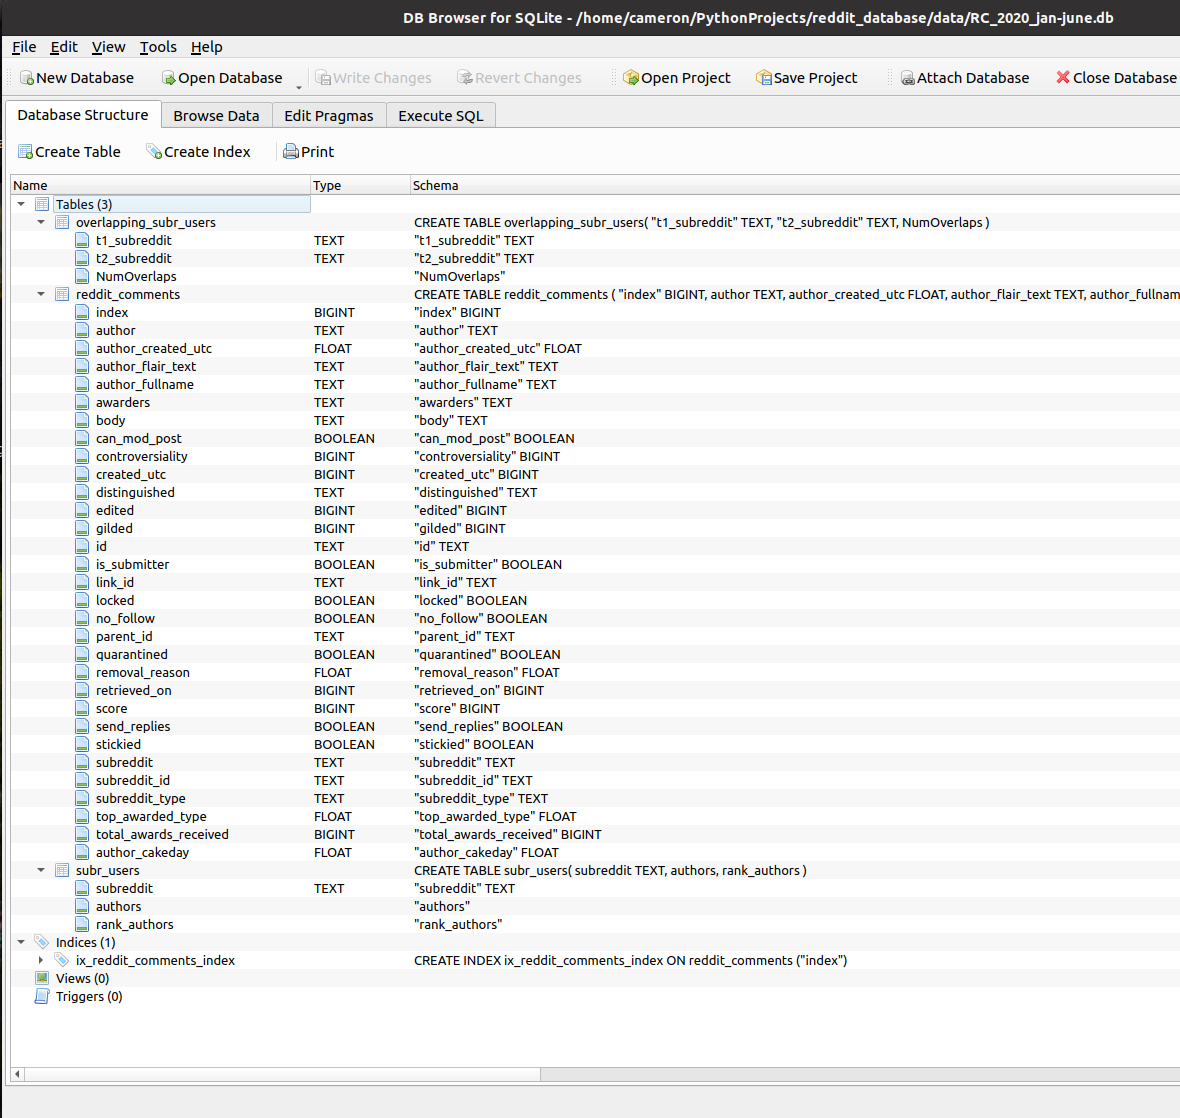 DB Browser for SQLite - /home/cameron/PythonProjects/reddit_database/data/RC_2020_jan-june.db
File Edit View Tools Help
New Database Open Database Write Changes Revert Changes Open Project Save Project Attach Database Close Database
Database Structure Browse Data Edit Pragmas Execute SQL
Create Table Create Index Print
Name Type Schema
Tables (3)
overlapping_subr_users CREATE TABLE overlapping_subr_users( "t1_subreddit" TEXT, "t2_subreddit" TEXT, NumOverlaps )
t1_subreddit TEXT "t1_subreddit" TEXT
t2_subreddit TEXT "t2_subreddit" TEXT
NumOverlaps "NumOverlaps"
reddit_comments CREATE TABLE reddit_comments ( "index" BIGINT, author TEXT, author_created_utc FLOAT, author_flair_text TEXT, author_fullnam
index BIGINT "index" BIGINT
author TEXT "author" TEXT
author_created_utc FLOAT "author_created_utc" FLOAT
author_flair_text TEXT "author_flair_text" TEXT
author_fullname TEXT "author_fullname" TEXT
awarders TEXT "awarders" TEXT
body TEXT "body" TEXT
can_mod_post BOOLEAN "can_mod_post" BOOLEAN
controversiality BIGINT "controversiality" BIGINT
created_utc BIGINT "created_utc" BIGINT
distinguished TEXT "distinguished" TEXT
edited BIGINT "edited" BIGINT
gilded BIGINT "gilded" BIGINT
id TEXT "id" TEXT
is_submitter BOOLEAN "is_submitter" BOOLEAN
link_id TEXT "link_id" TEXT
locked BOOLEAN "locked" BOOLEAN
no_follow BOOLEAN "no_follow" BOOLEAN
parent_id TEXT "parent_id" TEXT
quarantined BOOLEAN "quarantined" BOOLEAN
removal_reason FLOAT "removal_reason" FLOAT
retrieved_on BIGINT "retrieved_on" BIGINT
score BIGINT "score" BIGINT
send_replies BOOLEAN "send_replies" BOOLEAN
stickied BOOLEAN "stickied" BOOLEAN
subreddit TEXT "subreddit" TEXT
subreddit_id TEXT "subreddit_id" TEXT
subreddit_type TEXT "subreddit_type" TEXT
top_awarded_type FLOAT "top_awarded_type" FLOAT
total_awards_received BIGINT "total_awards_received" BIGINT
author_cakeday FLOAT "author_cakeday" FLOAT
subr_users CREATE TABLE subr_users( subreddit TEXT, authors, rank_authors )
subreddit TEXT "subreddit" TEXT
authors "authors"
rank_authors "rank_authors"
Indices (1)
ix_reddit_comments_index CREATE INDEX ix_reddit_comments_index ON reddit_comments ("index")
Views (0)
Triggers (0)